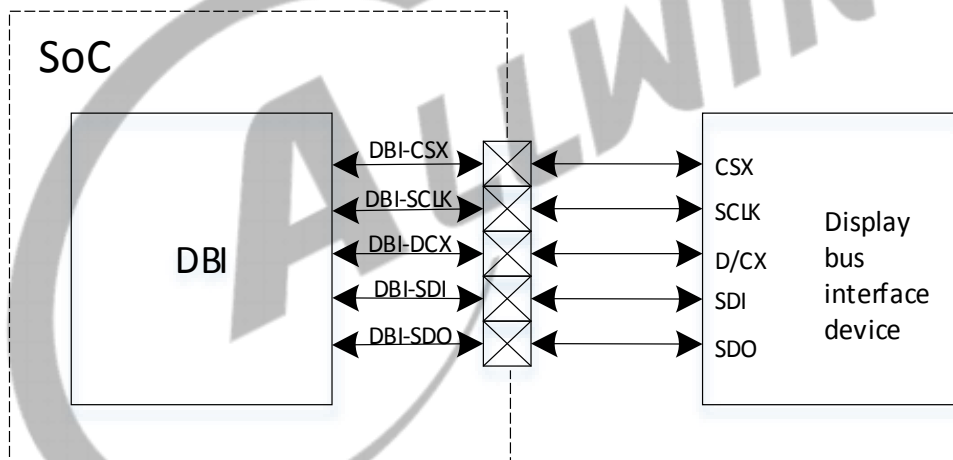 SoC
ALLWIN
DBI
DBI-CSX
DBI-SCLK
DBI-DCX
DBI-SDI
DBI-SDO
CSX
SCLK
D/CX
SDI
SDO
Display
bus
interface
device